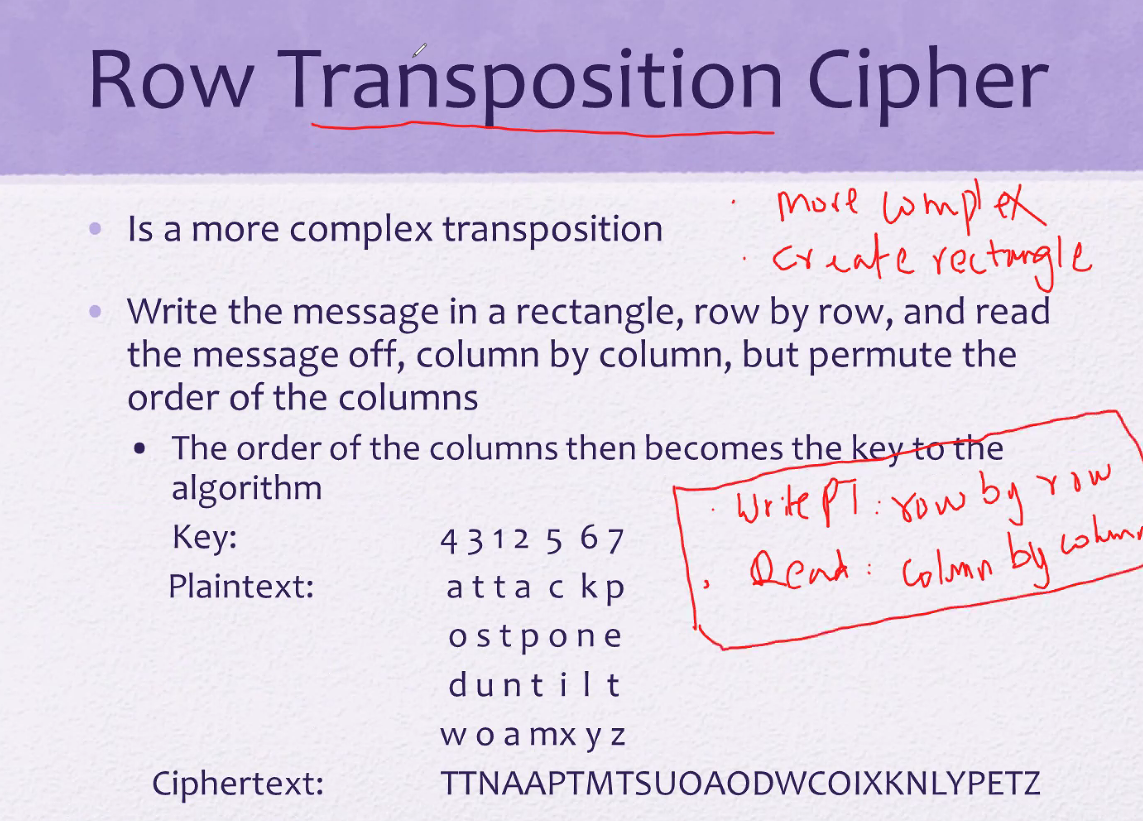 Row Transposition Cipher
• Is a more complex transposition
· more complex
· create rectangle
• Write the message in a rectangle, row by row, and read
the message off, column by column, but permute the
order of the columns
• The order of the columns then becomes the key to the
algorithm
· Write PT : row by row
· Read : column by column
Key: 4 3 1 2 5 6 7
Plaintext: a t t a c k p
o s t p o n e
d u n t i l t
w o a m x y z
Ciphertext: TTNAAPTMTSUOAODWCOIXKNLYPETZ